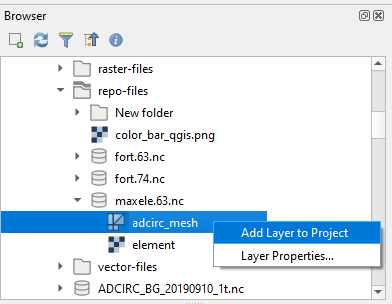 Browser
raster-files
repo-files
New folder
color_bar_qgis.png
fort.63.nc
fort.74.nc
maxele.63.nc
adcirc_mesh
Add Layer to Project
element
Layer Properties...
vector-files
ADCIRC_BG_20190910_1t.nc